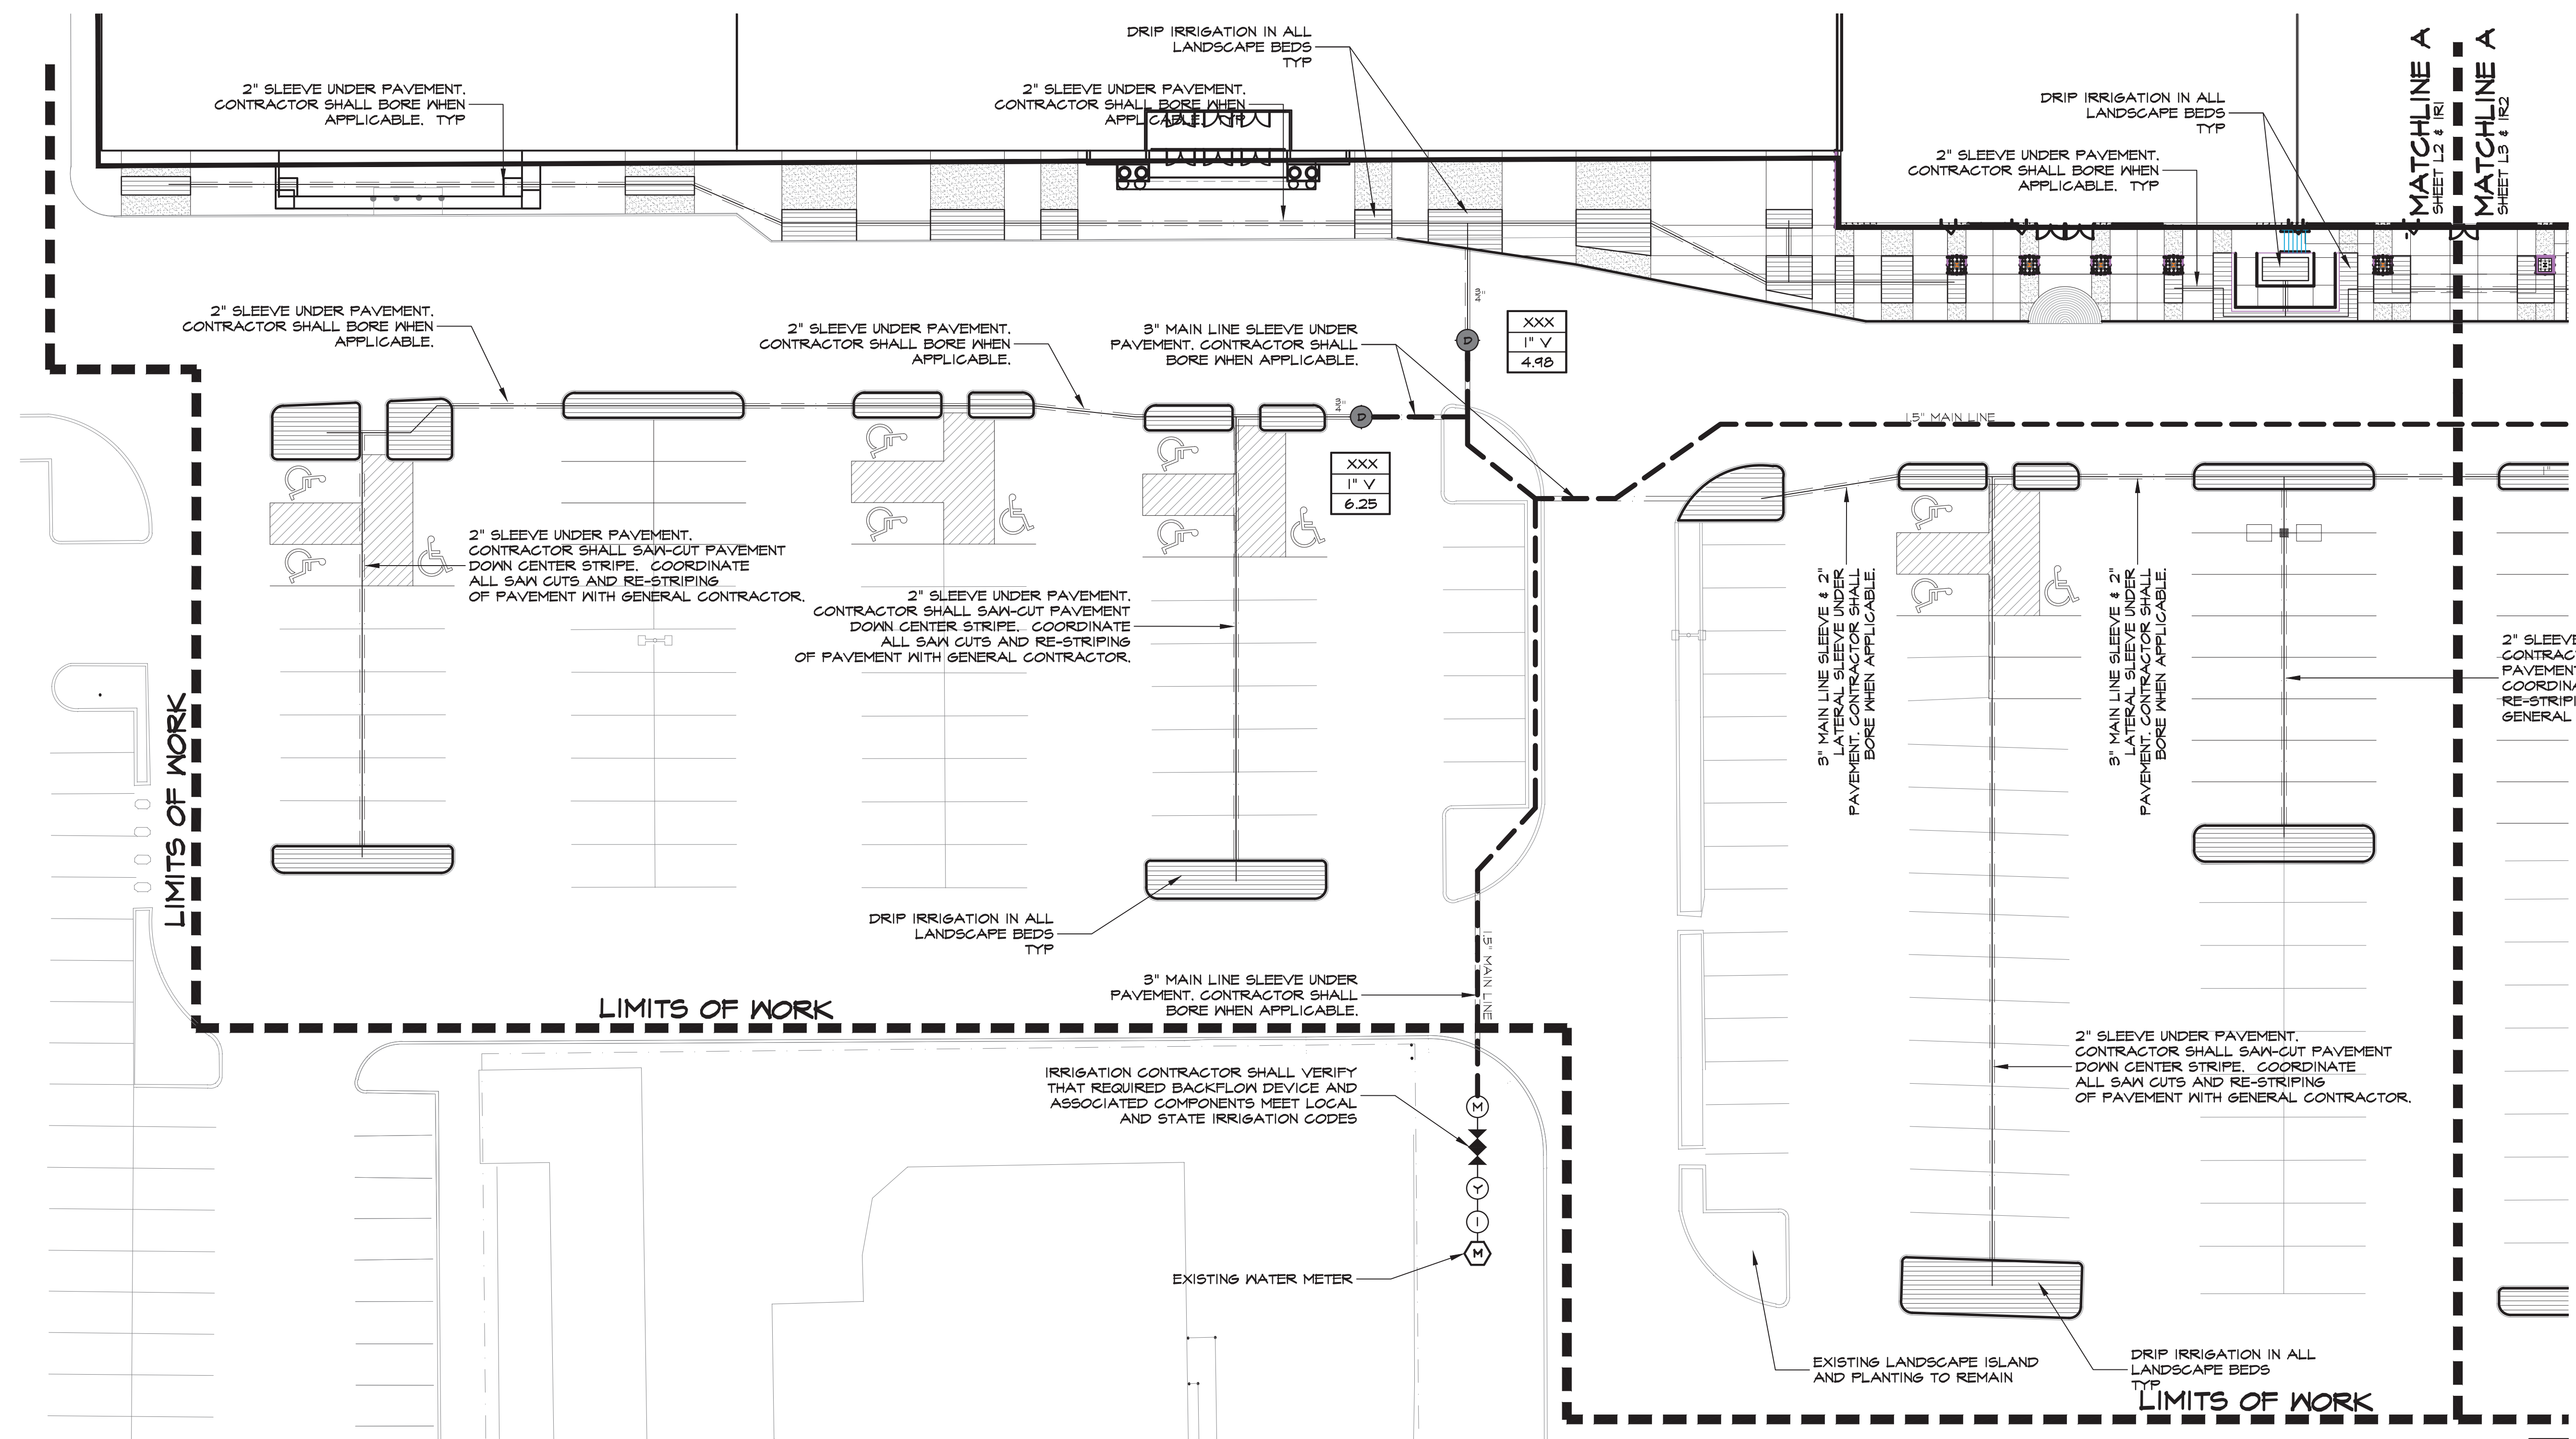 DRIP IRRIGATION IN ALL
LANDSCAPE BEDS
TYP
2" SLEEVE UNDER PAVEMENT.
CONTRACTOR SHALL BORE WHEN
APPLICABLE. TYP
2" SLEEVE UNDER PAVEMENT.
CONTRACTOR SHALL BORE WHEN
APPLICABLE. TYP
DRIP IRRIGATION IN ALL
LANDSCAPE BEDS
TYP
2" SLEEVE UNDER PAVEMENT.
CONTRACTOR SHALL BORE WHEN
APPLICABLE. TYP
MATCHLINE A
SHEET L2 & IR1
MATCHLINE A
SHEET L3 & IR2
2" SLEEVE UNDER PAVEMENT.
CONTRACTOR SHALL BORE WHEN
APPLICABLE.
2" SLEEVE UNDER PAVEMENT.
CONTRACTOR SHALL BORE WHEN
APPLICABLE.
3" MAIN LINE SLEEVE UNDER
PAVEMENT. CONTRACTOR SHALL
BORE WHEN APPLICABLE.
D
XXX
1" V
4.98
D
XXX
1" V
6.25
1.5" MAIN LINE
1"
2" SLEEVE UNDER PAVEMENT.
CONTRACTOR SHALL SAW-CUT PAVEMENT
DOWN CENTER STRIPE. COORDINATE
ALL SAW CUTS AND RE-STRIPING
OF PAVEMENT WITH GENERAL CONTRACTOR.
2" SLEEVE UNDER PAVEMENT.
CONTRACTOR SHALL SAW-CUT PAVEMENT
DOWN CENTER STRIPE. COORDINATE
ALL SAW CUTS AND RE-STRIPING
OF PAVEMENT WITH GENERAL CONTRACTOR.
3" MAIN LINE SLEEVE & 2"
LATERAL SLEEVE UNDER
PAVEMENT. CONTRACTOR SHALL
BORE WHEN APPLICABLE.
3" MAIN LINE SLEEVE & 2"
LATERAL SLEEVE UNDER
PAVEMENT. CONTRACTOR SHALL
BORE WHEN APPLICABLE.
2" SLEEVE
CONTRAC
PAVEMENT
COORDINA
RE-STRIPI
GENERAL
LIMITS OF WORK
DRIP IRRIGATION IN ALL
LANDSCAPE BEDS
TYP
1.5" MAIN LINE
3" MAIN LINE SLEEVE UNDER
PAVEMENT. CONTRACTOR SHALL
BORE WHEN APPLICABLE.
LIMITS OF WORK
IRRIGATION CONTRACTOR SHALL VERIFY
THAT REQUIRED BACKFLOW DEVICE AND
ASSOCIATED COMPONENTS MEET LOCAL
AND STATE IRRIGATION CODES
M
Y
I
M
EXISTING WATER METER
2" SLEEVE UNDER PAVEMENT.
CONTRACTOR SHALL SAW-CUT PAVEMENT
DOWN CENTER STRIPE. COORDINATE
ALL SAW CUTS AND RE-STRIPING
OF PAVEMENT WITH GENERAL CONTRACTOR.
EXISTING LANDSCAPE ISLAND
AND PLANTING TO REMAIN
DRIP IRRIGATION IN ALL
LANDSCAPE BEDS
TYP
LIMITS OF WORK